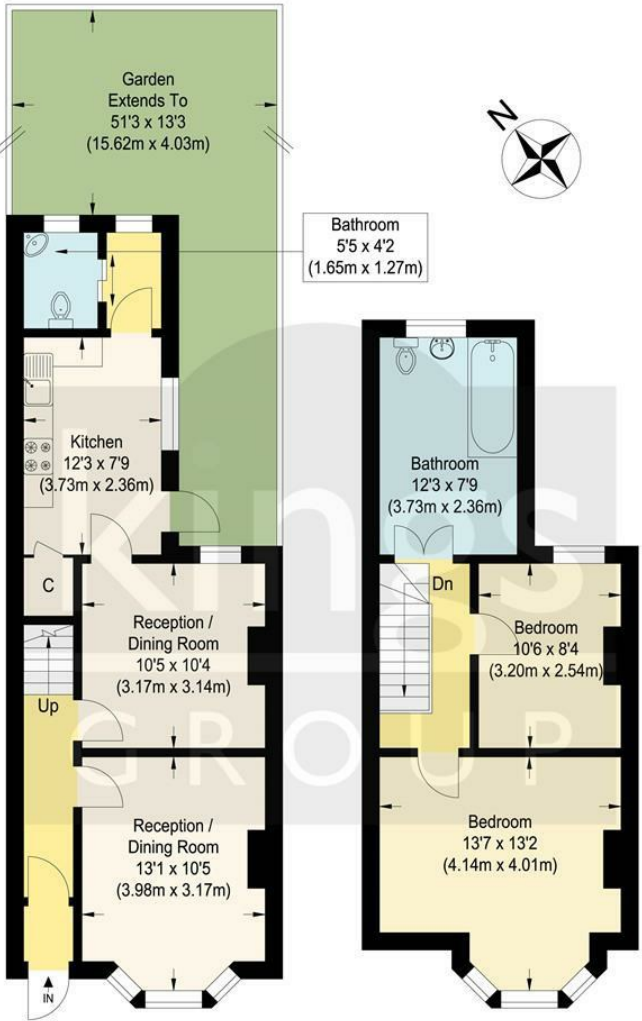 Garden
Extends To
51'3 x 13'3
(15.62m x 4.03m)
N
Bathroom
5'5 x 4'2
(1.65m x 1.27m)
Kitchen
12'3 x 7'9
(3.73m x 2.36m)
C
Reception /
Dining Room
10'5 x 10'4
(3.17m x 3.14m)
Up
Reception /
Dining Room
13'1 x 10'5
(3.98m x 3.17m)
IN
Bathroom
12'3 x 7'9
(3.73m x 2.36m)
Dn
Bedroom
10'6 x 8'4
(3.20m x 2.54m)
Bedroom
13'7 x 13'2
(4.14m x 4.01m)
kings
GROUP